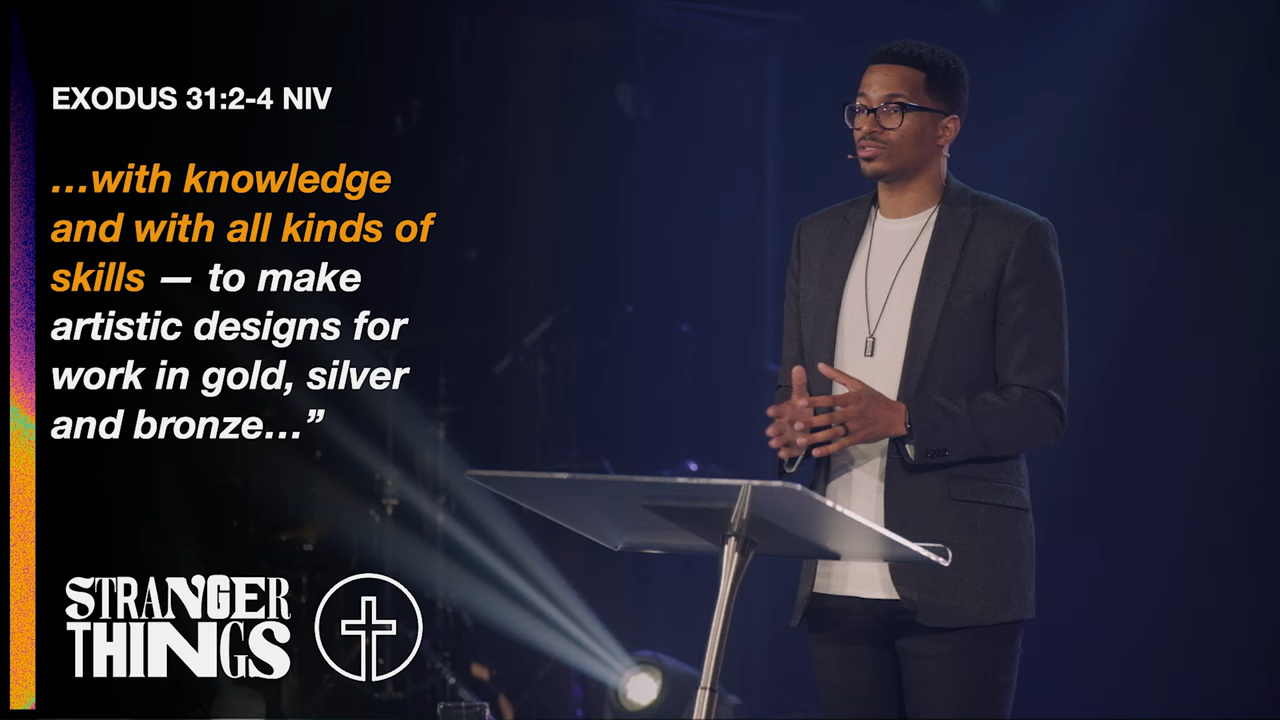 EXODUS 31:2-4 NIV
…with knowledge
and with all kinds of
skills — to make
artistic designs for
work in gold, silver
and bronze…”
STRANGER
THINGS